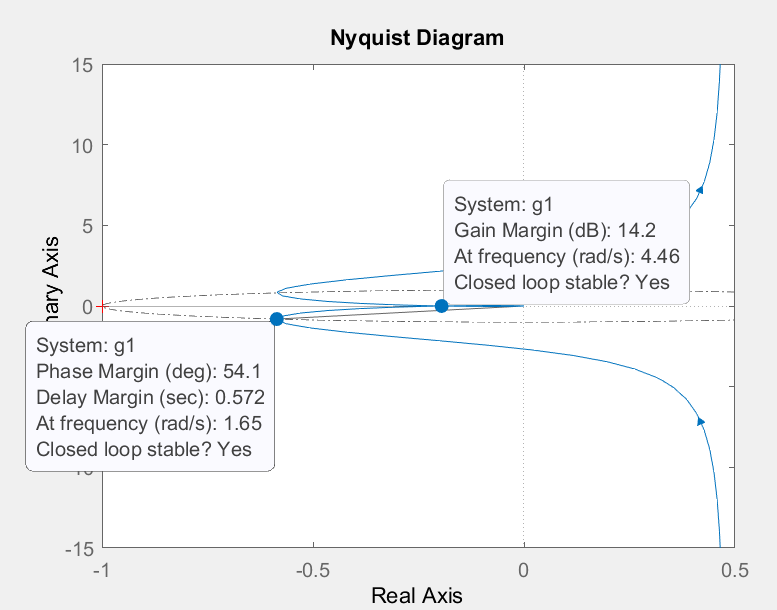 Nyquist Diagram
15
10
5
0
-15
-1
-0.5
0
0.5
Real Axis
System: g1
Gain Margin (dB): 14.2
At frequency (rad/s): 4.46
Closed loop stable? Yes
System: g1
Phase Margin (deg): 54.1
Delay Margin (sec): 0.572
At frequency (rad/s): 1.65
Closed loop stable? Yes